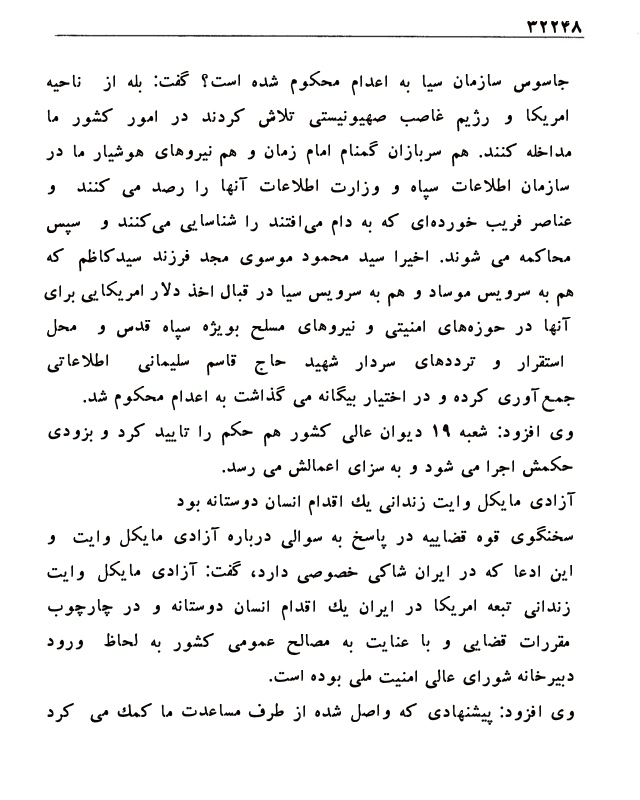 ۳۲۲۴۸
جاسوس سازمان سیا به اعدام محکوم شده است؟ گفت: بله از ناحیه
امریکا و رژیم غاصب صهیونیستی تلاش کردند در امور کشور ما
مداخله کنند. هم سربازان گمنام امام زمان و هم نیروهای هوشیار ما در
سازمان اطلاعات سپاه و وزارت اطلاعات آنها را رصد می کنند و
عناصر فریب خورده‌ای که به دام می‌افتند را شناسایی می‌کنند و سپس
محاکمه می شوند. اخیرا سید محمود موسوی مجد فرزند سیدکاظم که
هم به سرویس موساد و هم به سرویس سیا در قبال اخذ دلار امریکایی برای
آنها در حوزه‌های امنیتی و نیروهای مسلح بویژه سپاه قدس و محل
استقرار و ترددهای سردار شهید حاج قاسم سلیمانی اطلاعاتی
جمع‌آوری کرده و در اختیار بیگانه می گذاشت به اعدام محکوم شد.
وی افزود: شعبه ۱۹ دیوان عالی کشور هم حکم را تایید کرد و بزودی
حکمش اجرا می شود و به سزای اعمالش می رسد.
آزادی مایکل وایت زندانی یك اقدام انسان دوستانه بود
سخنگوی قوه قضاییه در پاسخ به سوالی درباره آزادی مایکل وایت و
این ادعا که در ایران شاکی خصوصی دارد، گفت: آزادی مایکل وایت
زندانی تبعه امریکا در ایران یك اقدام انسان دوستانه و در چارچوب
مقررات قضایی و با عنایت به مصالح عمومی کشور به لحاظ ورود
دبیرخانه شورای عالی امنیت ملی بوده است.
وی افزود: پیشنهادی که واصل شده از طرف مساعدت ما کمك می کرد